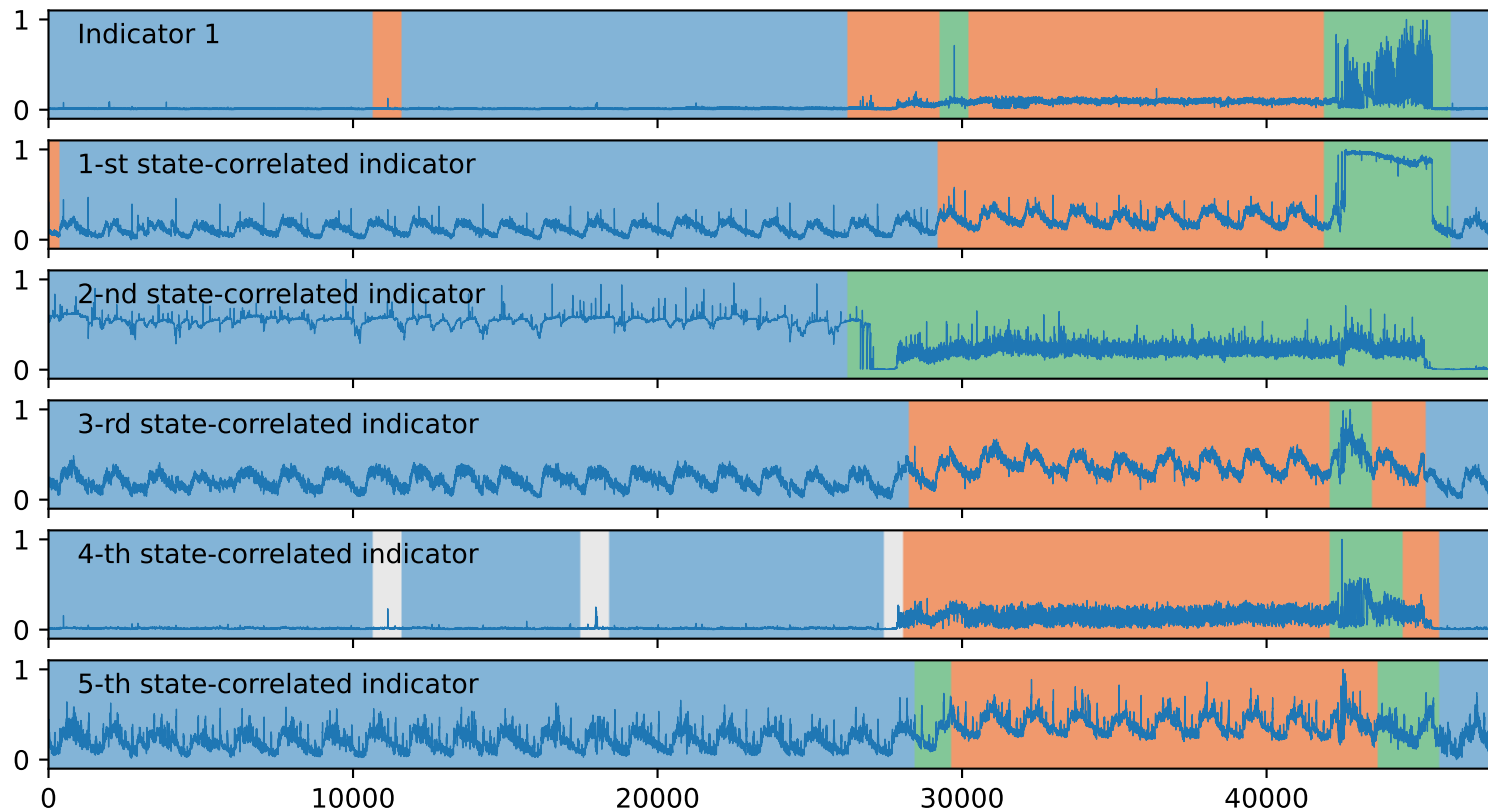 1
Indicator 1
0
1
1-st state-correlated indicator
0
1
2-nd state-correlated indicator
0
1
3-rd state-correlated indicator
0
1
4-th state-correlated indicator
0
1
5-th state-correlated indicator
0
0 10000 20000 30000 40000